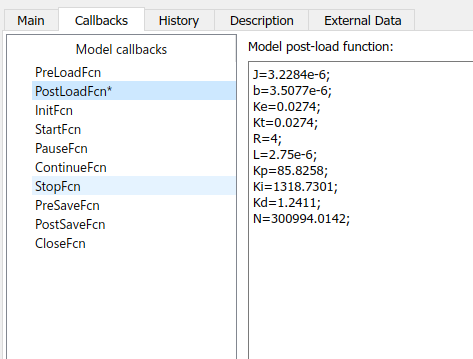 Main
Callbacks
History
Description
External Data
Model callbacks
PreLoadFcn
PostLoadFcn*
InitFcn
StartFcn
PauseFcn
ContinueFcn
StopFcn
PreSaveFcn
PostSaveFcn
CloseFcn
Model post-load function:
J=3.2284e-6;
b=3.5077e-6;
Ke=0.0274;
Kt=0.0274;
R=4;
L=2.75e-6;
Kp=85.8258;
Ki=1318.7301;
Kd=1.2411;
N=300994.0142;